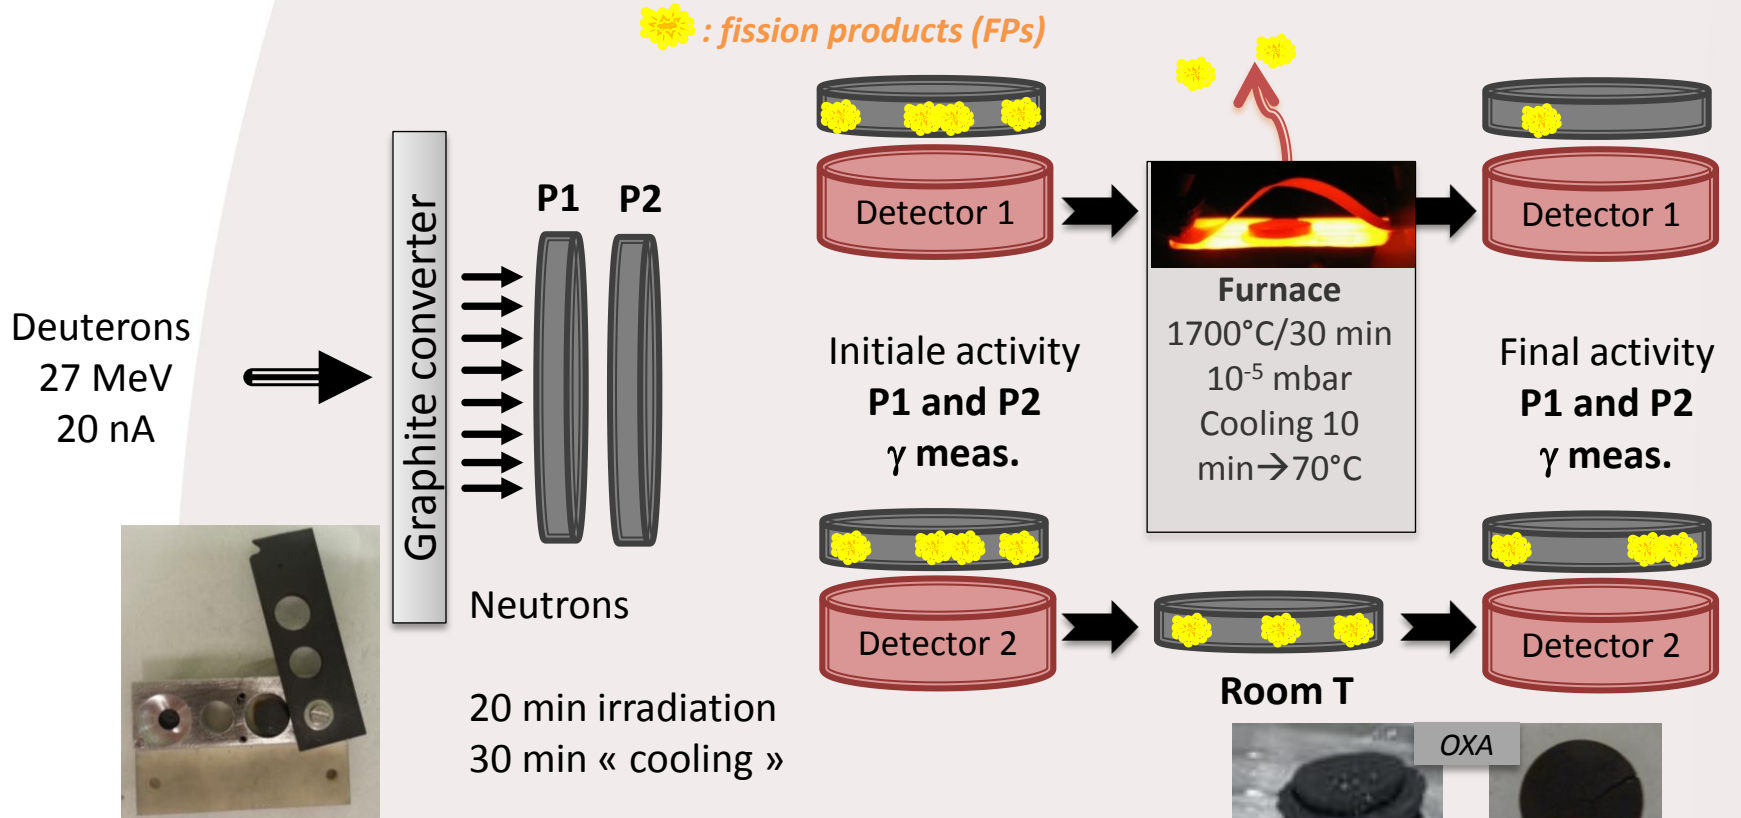 : fission products (FPs)
P1 P2
Graphite converter
Deuterons
27 MeV
20 nA
Neutrons
20 min irradiation
30 min « cooling »
Detector 1
Initiale activity
P1 and P2
γ meas.
Detector 2
Furnace
1700°C/30 min
10⁻⁵ mbar
Cooling 10
min→70°C
Room T
Detector 1
Final activity
P1 and P2
γ meas.
Detector 2
OXA